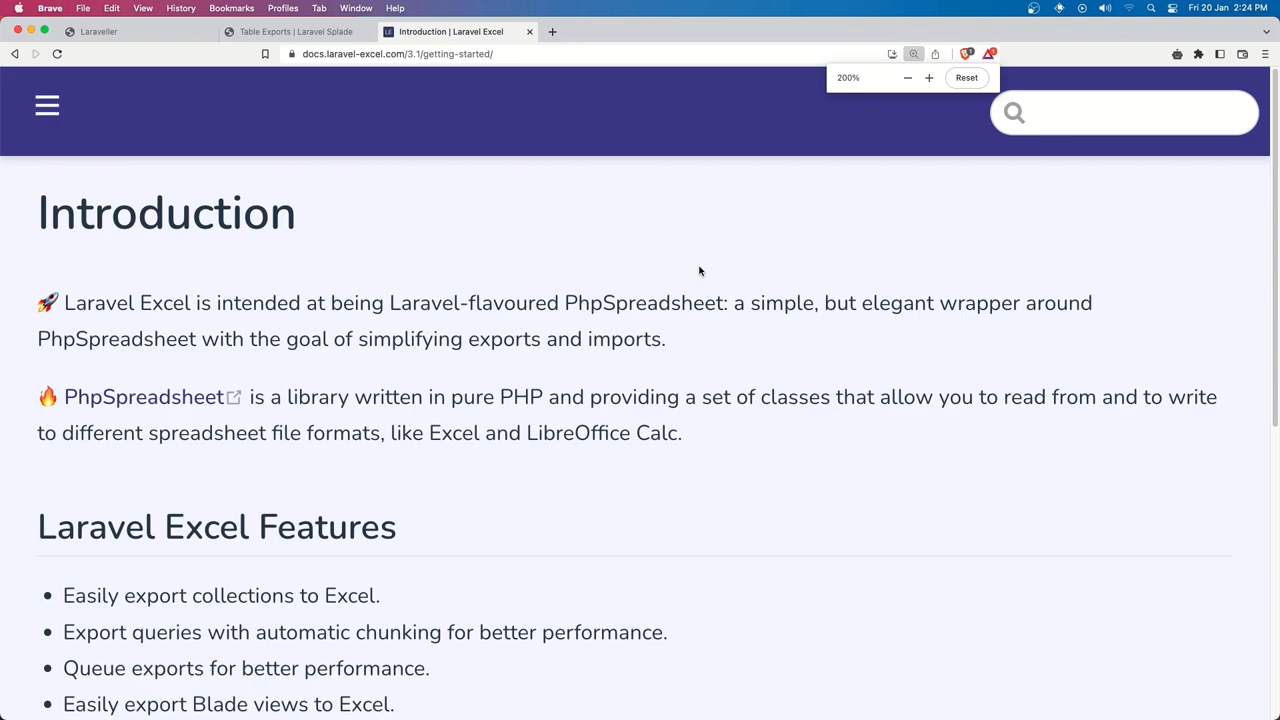 Brave File Edit View History Bookmarks Profiles Tab Window Help Fri 20 Jan 2:24 PM
Laraveller Table Exports | Laravel Splade LE Introduction | Laravel Excel
docs.laravel-excel.com/3.1/getting-started/
200% Reset
Introduction
🚀 Laravel Excel is intended at being Laravel-flavoured PhpSpreadsheet: a simple, but elegant wrapper around
PhpSpreadsheet with the goal of simplifying exports and imports.
🔥 PhpSpreadsheet is a library written in pure PHP and providing a set of classes that allow you to read from and to write
to different spreadsheet file formats, like Excel and LibreOffice Calc.
Laravel Excel Features
• Easily export collections to Excel.
• Export queries with automatic chunking for better performance.
• Queue exports for better performance.
• Easily export Blade views to Excel.